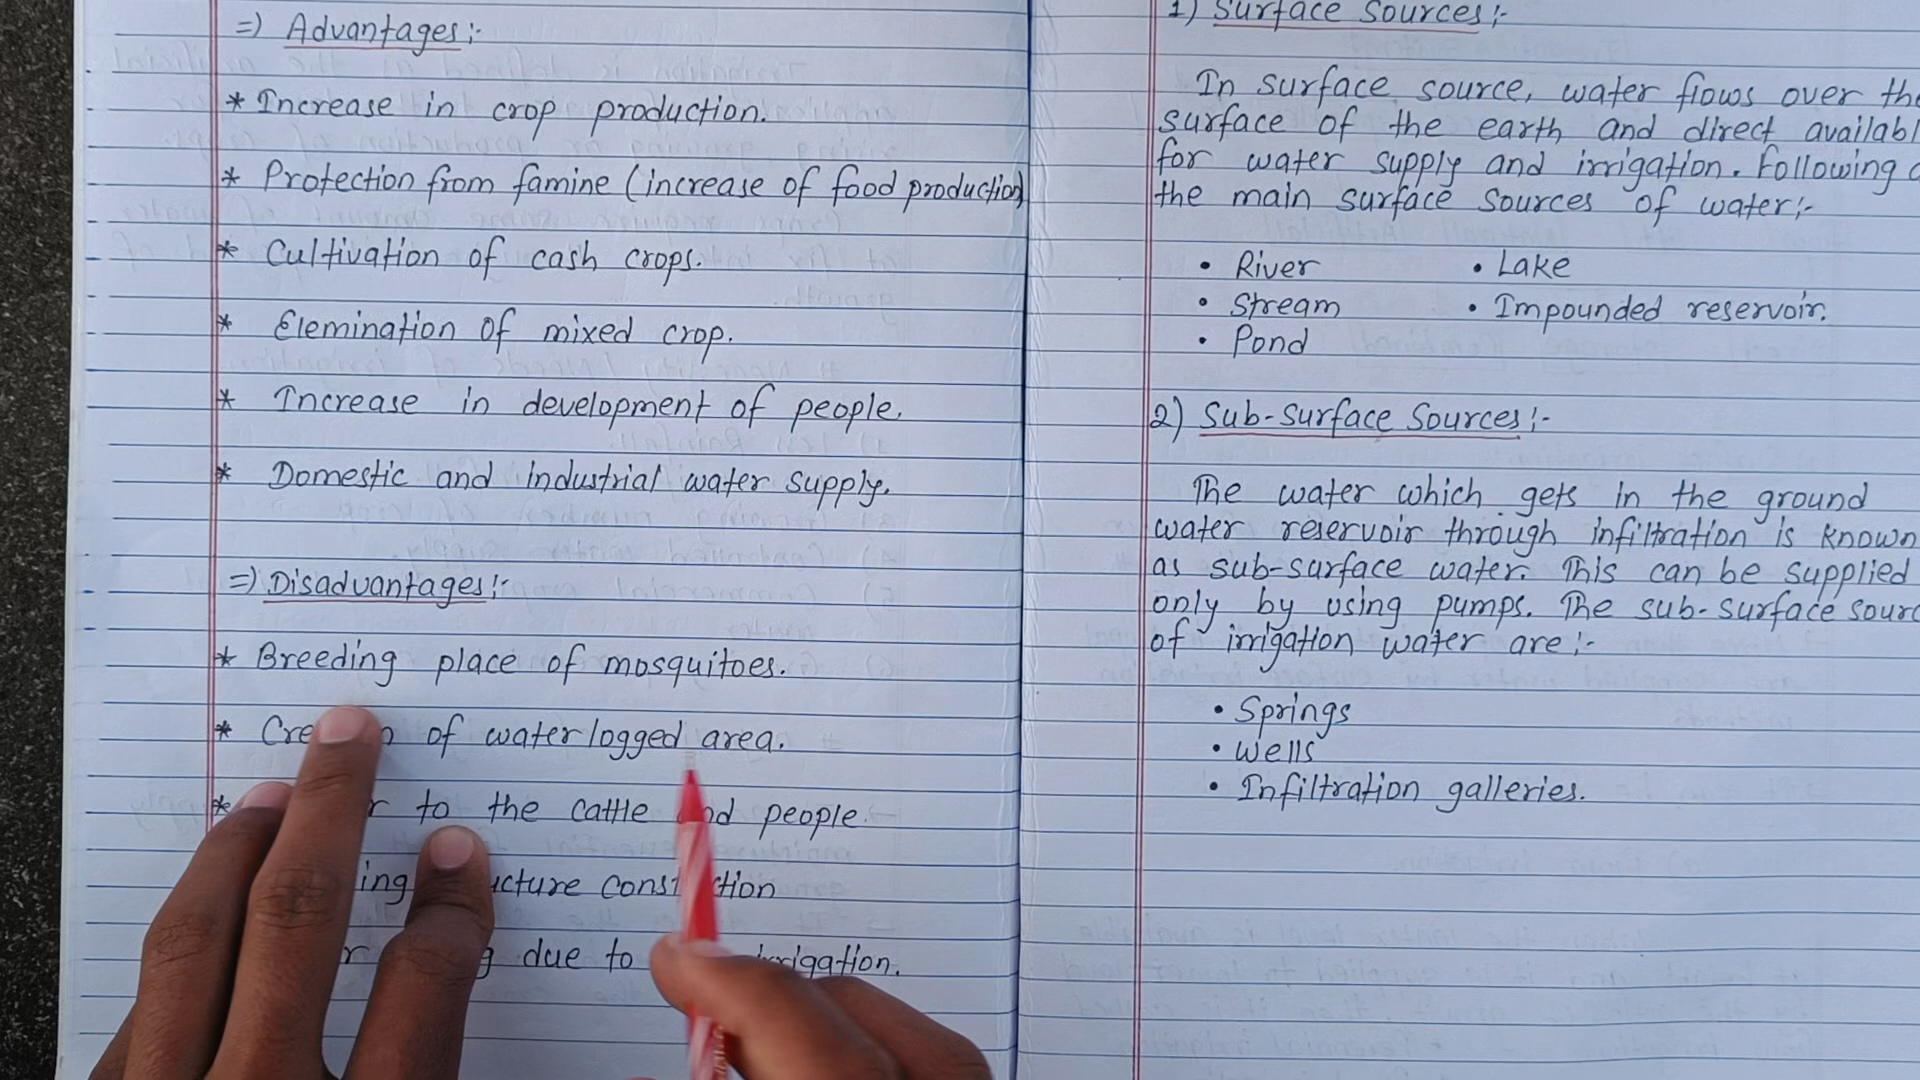 =) Advantages :-
* Increase in crop production.
* Protection from famine (increase of food production)
* Cultivation of cash crops.
* Elemination of mixed crop.
* Increase in development of people.
* Domestic and industrial water supply.
=) Disadvantages :-
* Breeding place of mosquitoes.
* of water logged area.
* to the cattle and people.
due to irrigation.
1) Surface Sources :-
In surface source, water flows over the
surface of the earth and direct
for water supply and irrigation. Following
the main surface sources of water :-
• River • Lake
• Stream • Impounded reservoir.
• Pond
2) Sub-Surface Sources :-
The water which gets in the ground
water reservoir through infiltration is known
as sub-surface water. This can be supplied
only by using pumps. The sub-surface
of irrigation water are :-
• Springs
• Wells
• Infiltration galleries.